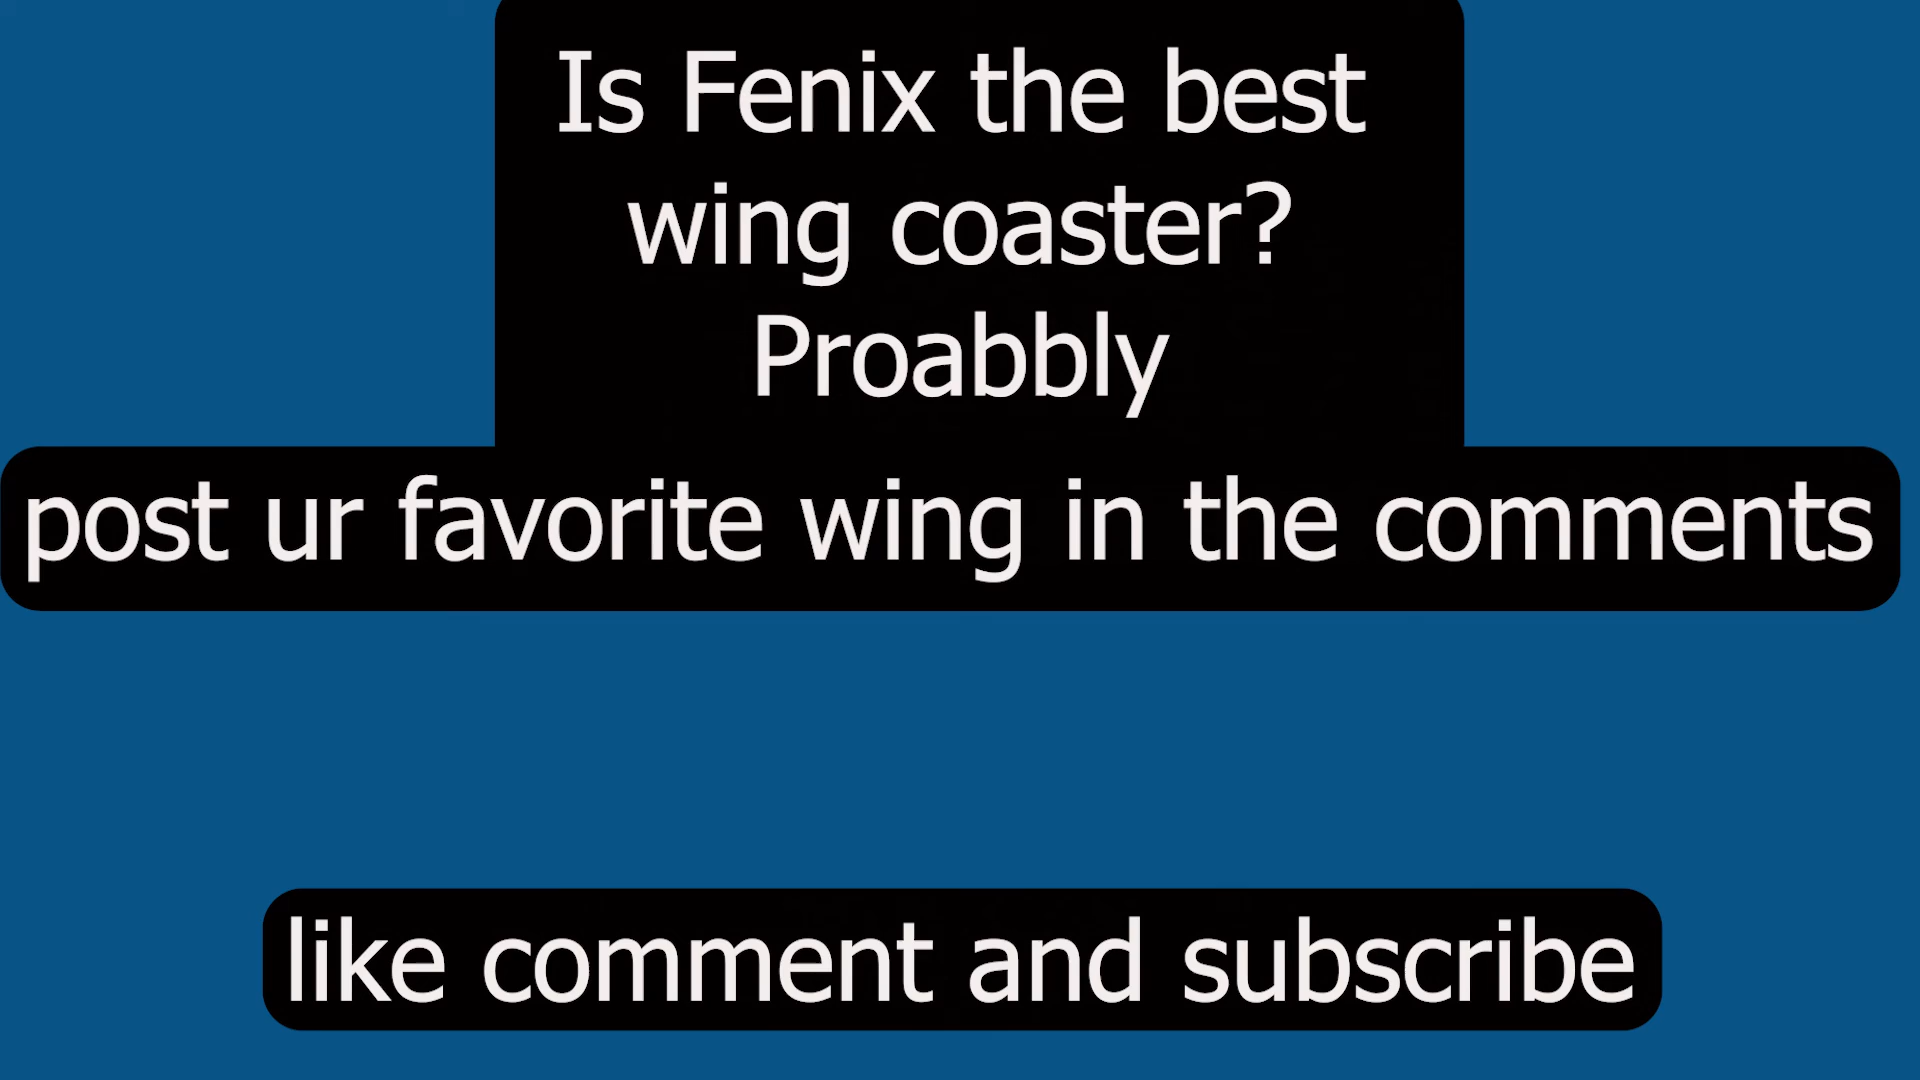 Is Fenix the best
wing coaster?
Proabbly
post ur favorite wing in the comments
like comment and subscribe